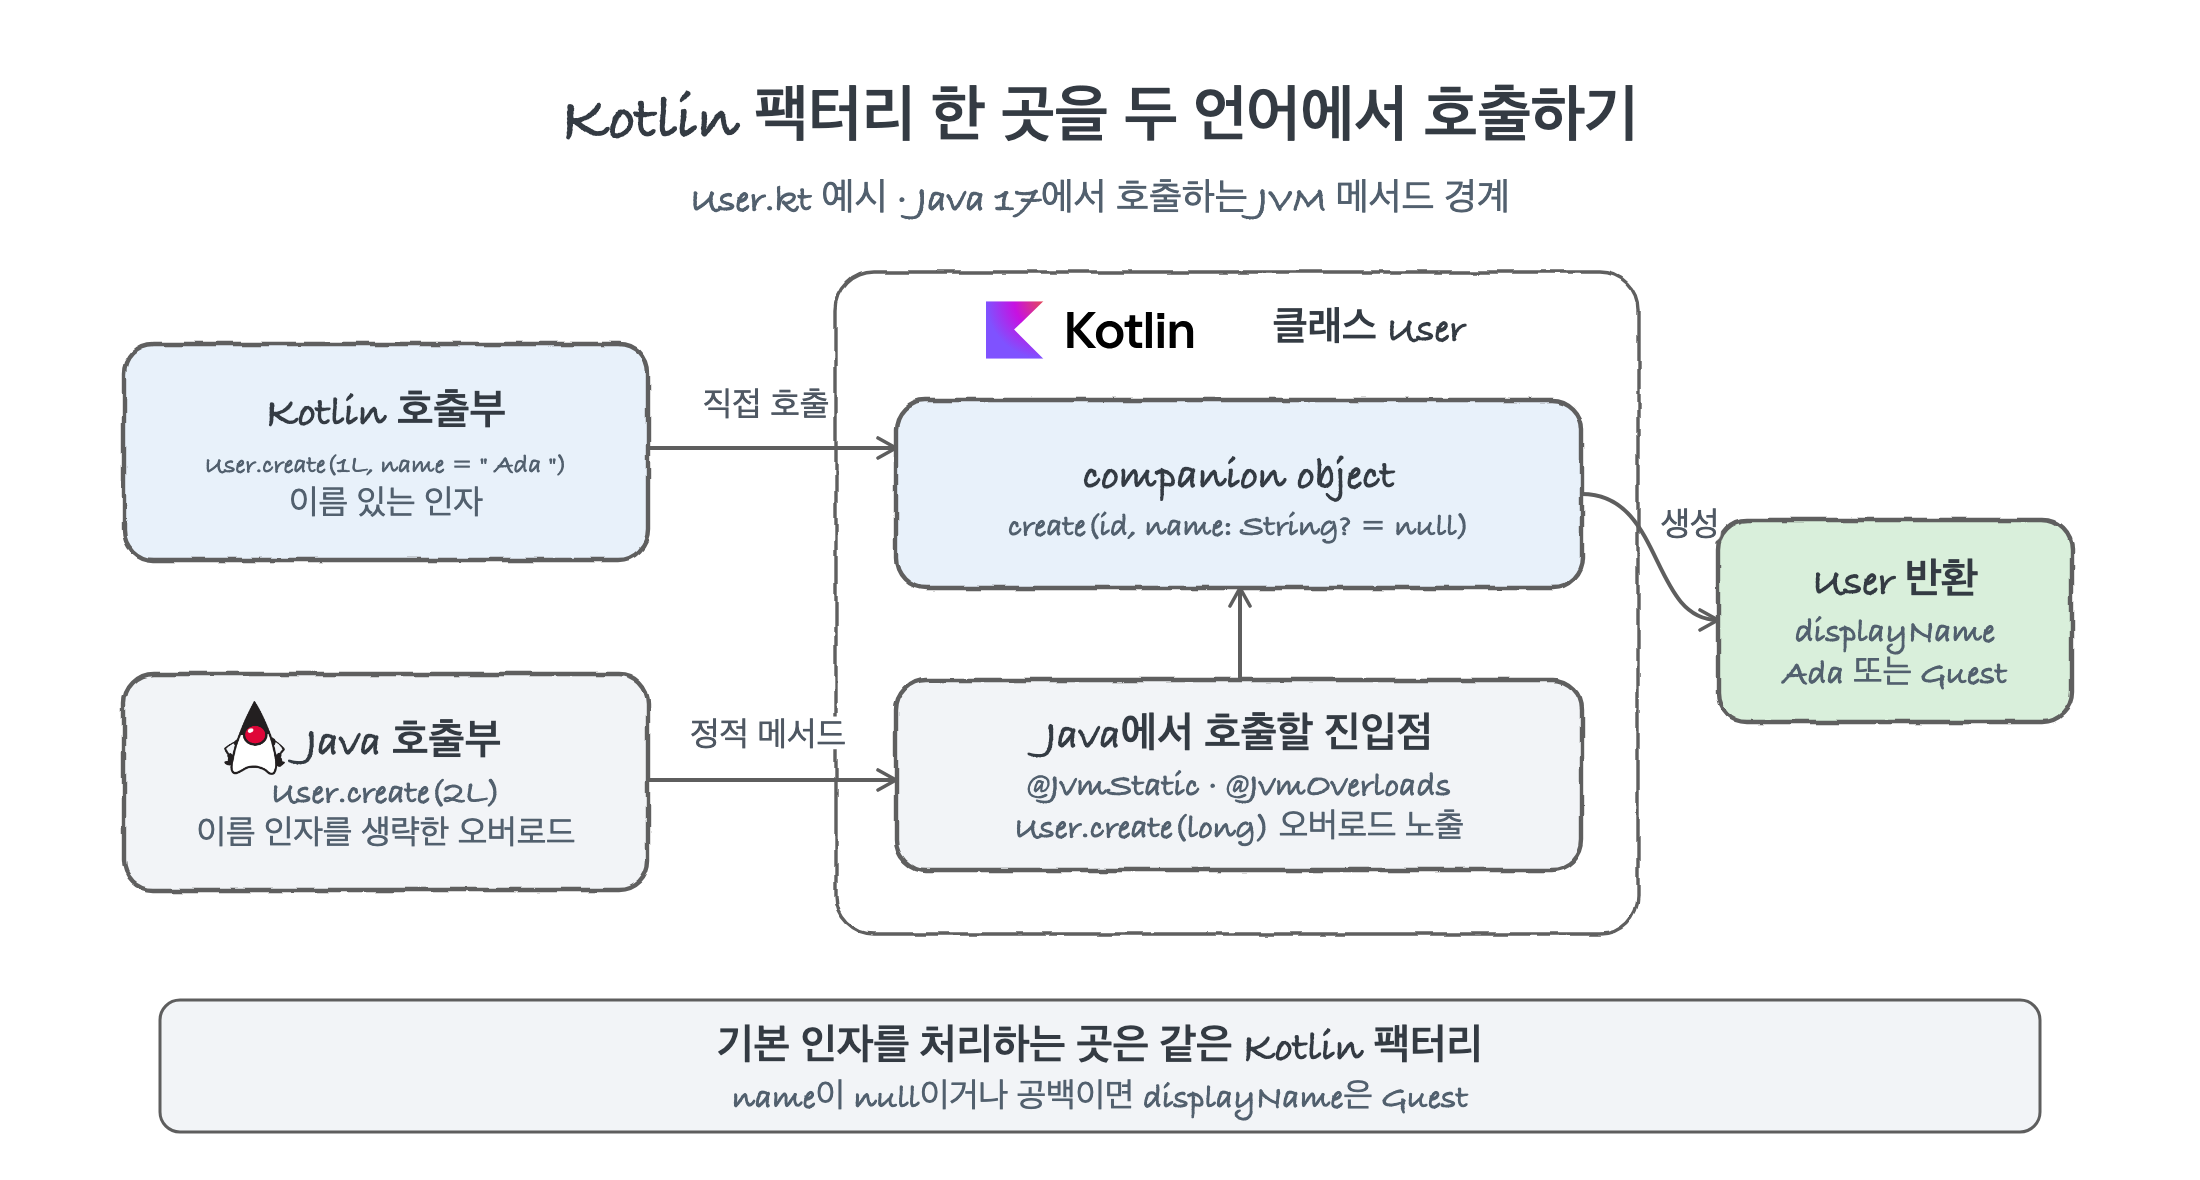 Kotlin 팩터리 한 곳을 두 언어에서 호출하기
User.kt 예시 · Java 17에서 호출하는 JVM 메서드 경계
Kotlin 클래스 User
Kotlin 호출부
User.create(1L, name = " Ada ")
이름 있는 인자
직접 호출
companion object
create(id, name: String? = null)
생성
User 반환
displayName
Ada 또는 Guest
Java 호출부
User.create(2L)
이름 인자를 생략한 오버로드
정적 메서드
Java에서 호출할 진입점
@JvmStatic · @JvmOverloads
User.create(long) 오버로드 노출
기본 인자를 처리하는 곳은 같은 Kotlin 팩터리
name이 null이거나 공백이면 displayName은 Guest